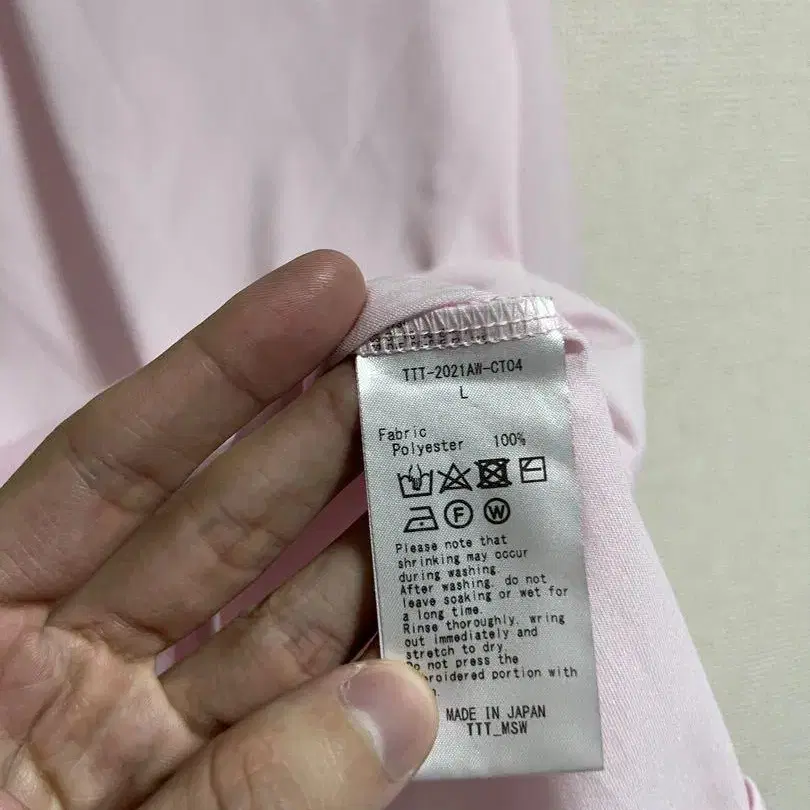 TTT-2021AW-CT04
L
Fabric
Polyester 100%
F W
Please note that
shrinking may occur
during washing.
After washing, do not
leave soaking or wet for
a long time.
Rinse thoroughly, wring
out immediately and
stretch to dry.
Do not press the
portion with
MADE IN JAPAN
TTT_MSW